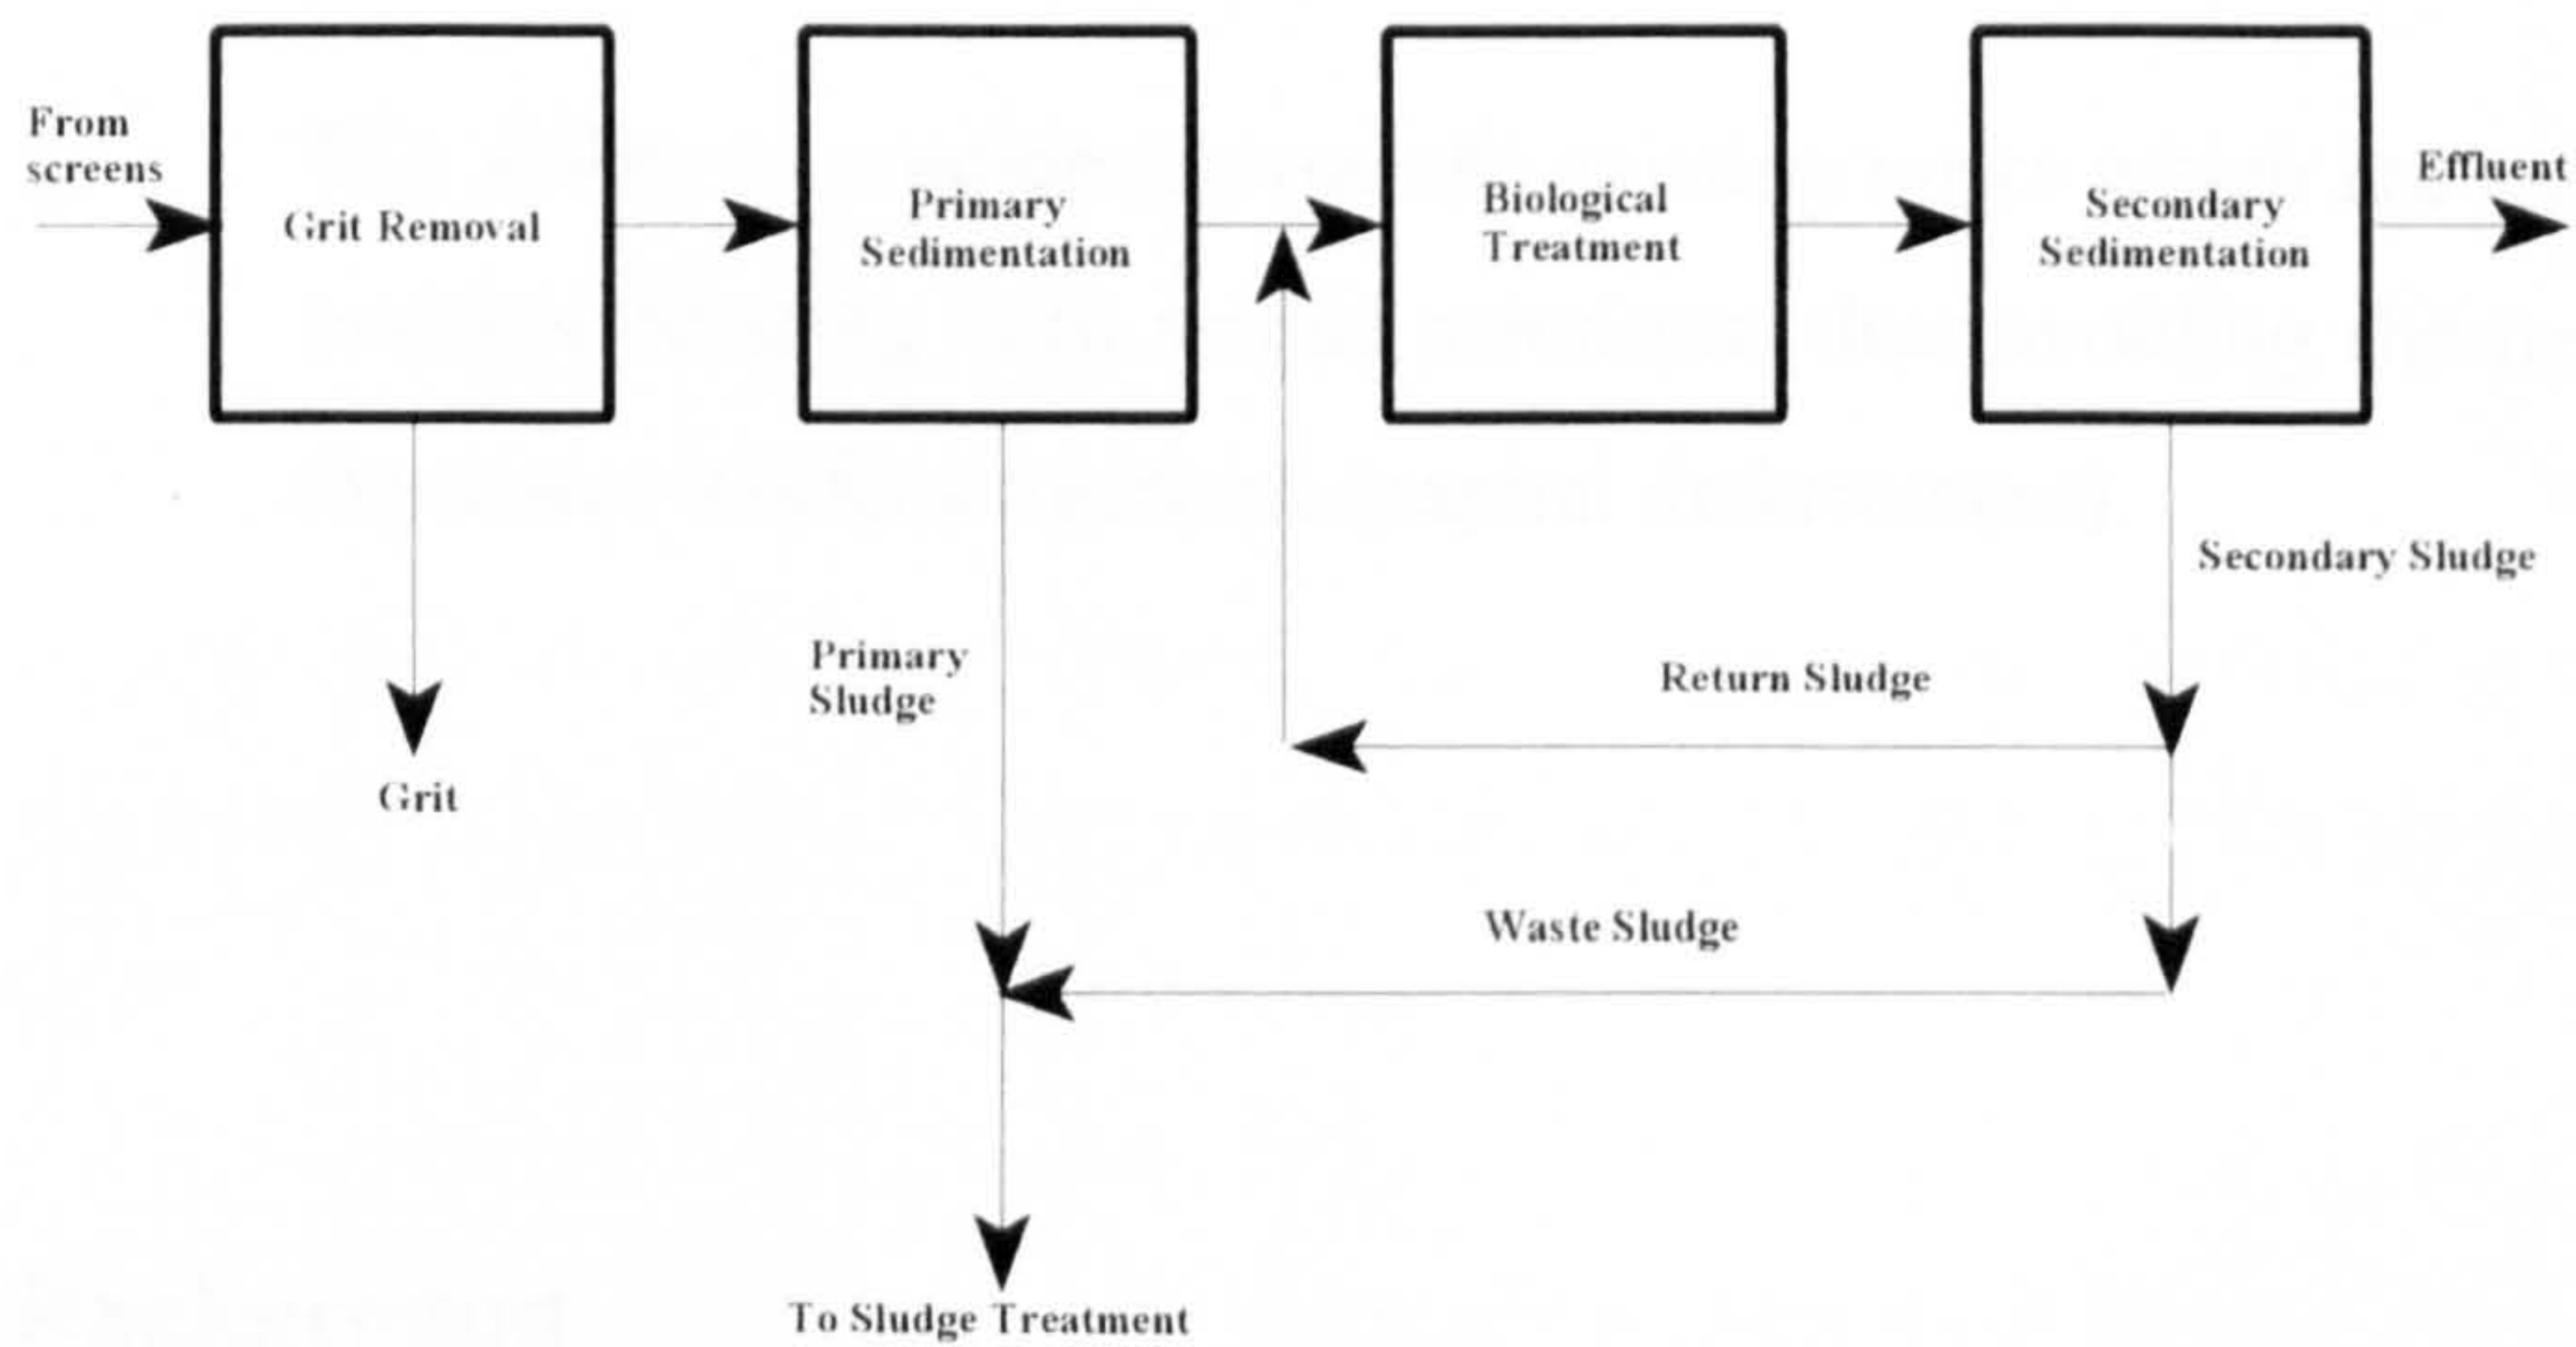 From
screens
Grit Removal
Primary
Sedimentation
Biological
Treatment
Secondary
Sedimentation
Effluent
Secondary Sludge
Primary
Sludge
Return Sludge
Grit
Waste Sludge
To Sludge Treatment